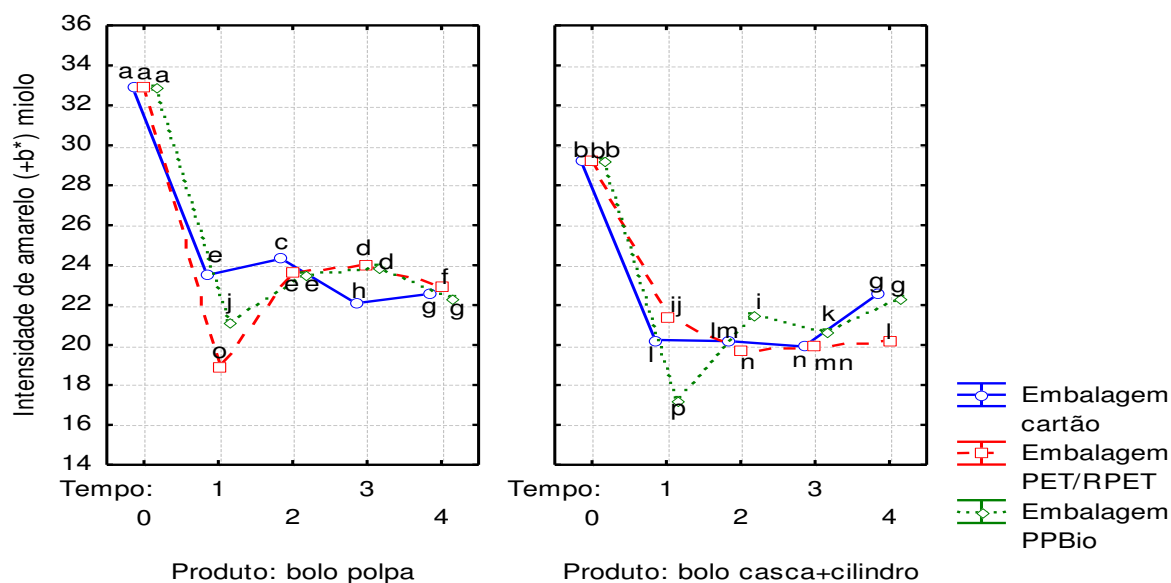 Intensidade de amarelo (+b*) miolo
36
34
32
30
28
26
24
22
20
18
16
14
a a a
e
c
d
d
j
e e
h
f
g g
o
b b b
ij
l
lm
i
k
g g
n
n
mn
l
p
Tempo: 1 3
0 2 4
Produto: bolo polpa
Tempo: 1 3
0 2 4
Produto: bolo casca+cilindro
Embalagem
cartão
Embalagem
PET/RPET
Embalagem
PPBio